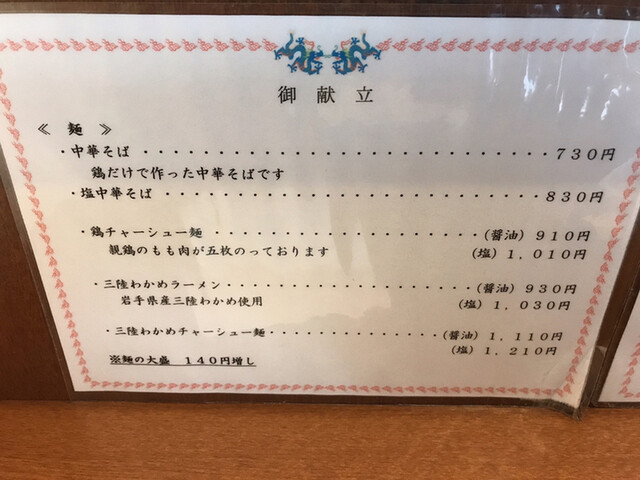 御献立
≪ 麺 ≫
・中華そば ・・・・・・・・・・・・・・・・・・・・・・・・・ 730円
鶏だけで作った中華そばです
・塩中華そば ・・・・・・・・・・・・・・・・・・・・・・・ 830円
・鶏チャーシュー麺・・・・・・・・・・・・・・・・・(醤油) 910円
親鶏のもも肉が五枚のっております (塩) 1,010円
・三陸わかめラーメン・・・・・・・・・・・・・・・・(醤油) 930円
岩手県産三陸わかめ使用 (塩) 1,030円
・三陸わかめチャーシュー麺・・・・・・・・・・・・・(醤油) 1,110円
(塩) 1,210円
※麺の大盛 140円増し